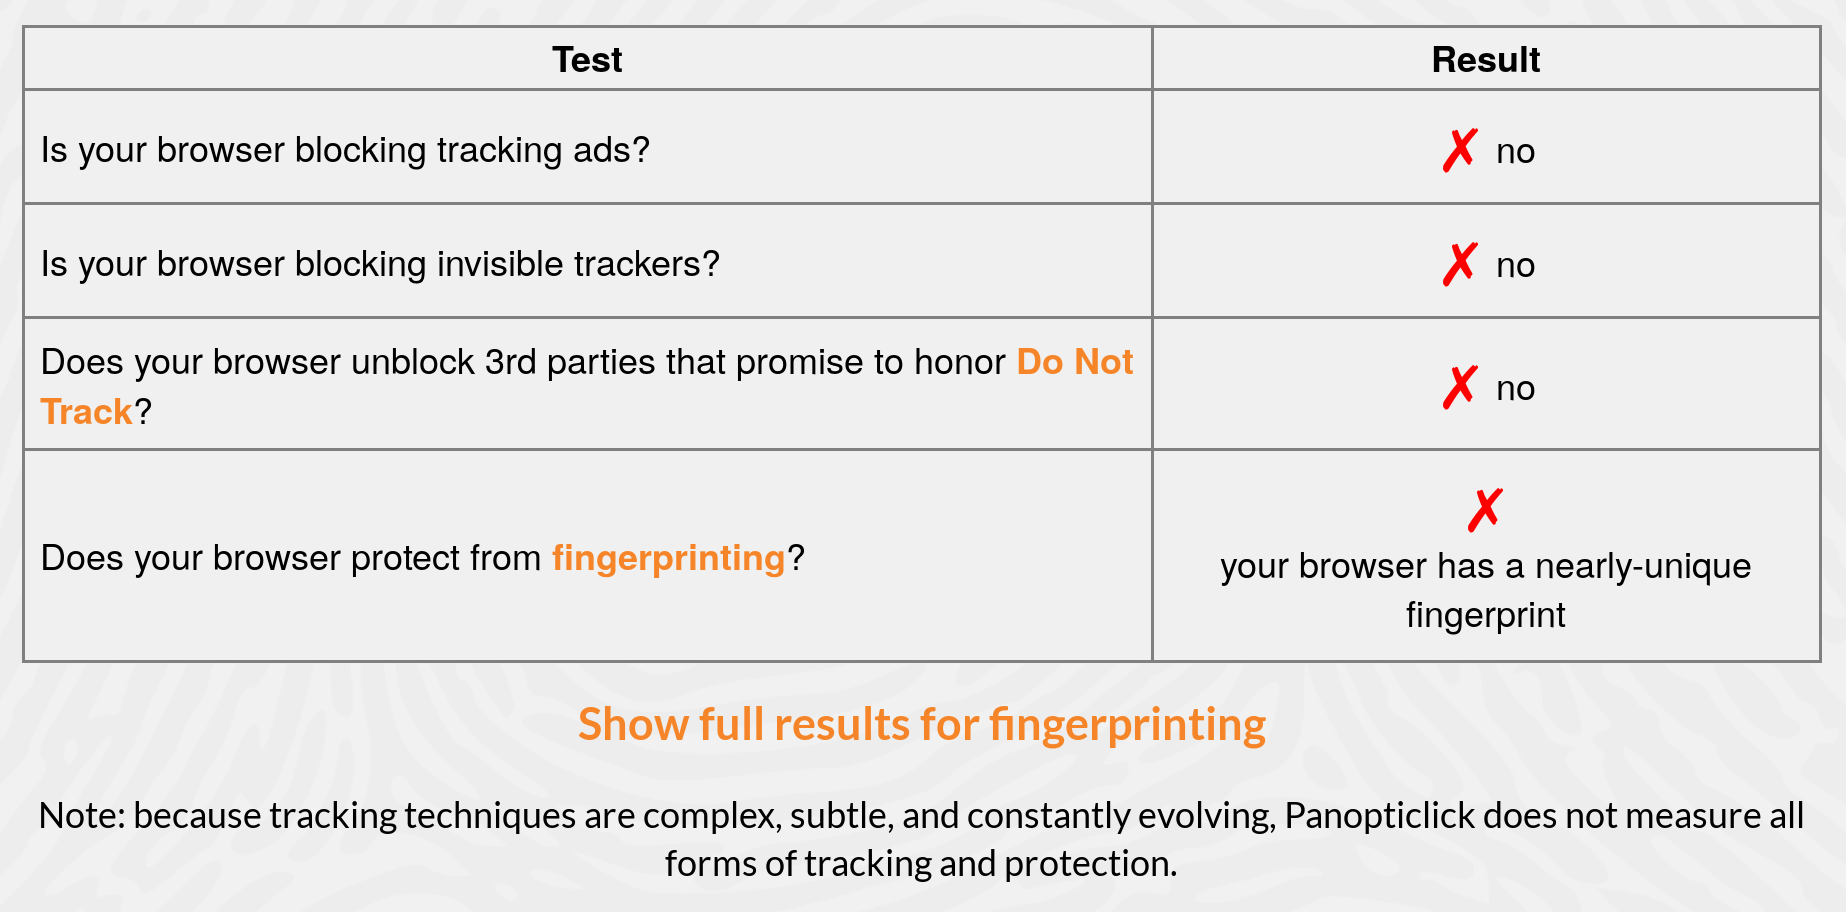 Test
Result
Is your browser blocking tracking ads?
✗ no
Is your browser blocking invisible trackers?
✗ no
Does your browser unblock 3rd parties that promise to honor Do Not
Track?
✗ no
Does your browser protect from fingerprinting?
✗
your browser has a nearly-unique
fingerprint
Show full results for fingerprinting
Note: because tracking techniques are complex, subtle, and constantly evolving, Panopticlick does not measure all
forms of tracking and protection.